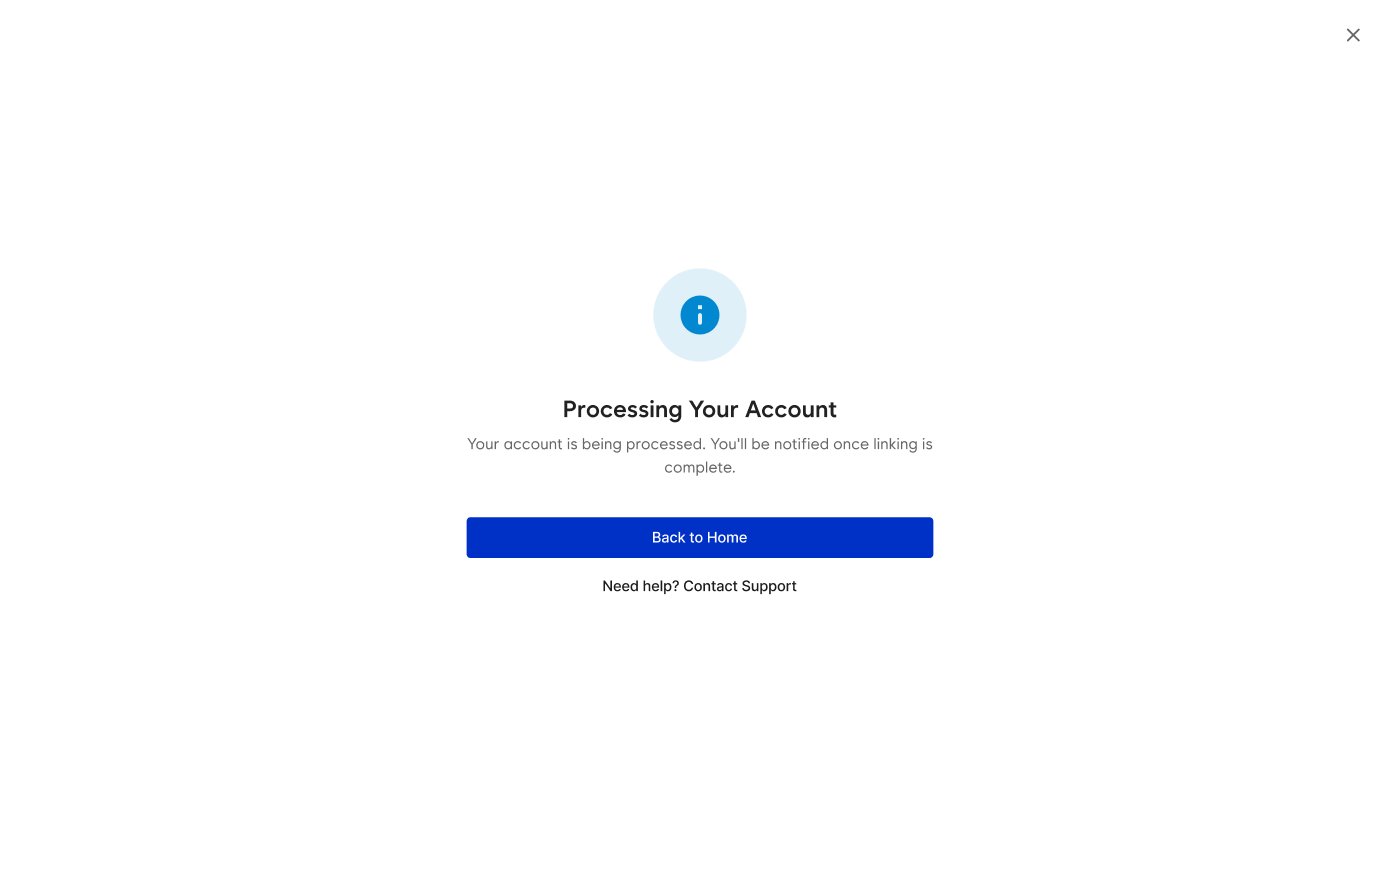 Processing Your Account
Your account is being processed. You'll be notified once linking is
complete.
Back to Home
Need help? Contact Support